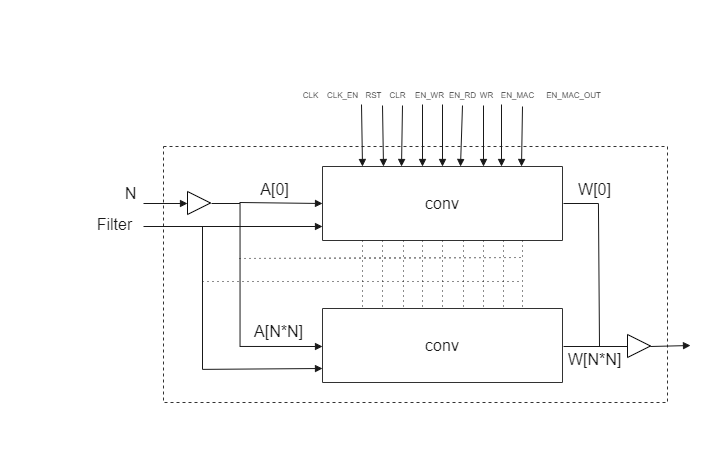 CLK CLK_EN RST CLR EN_WR EN_RD WR EN_MAC EN_MAC_OUT
N
A[0]
W[0]
conv
Filter
A[N*N]
conv
W[N*N]